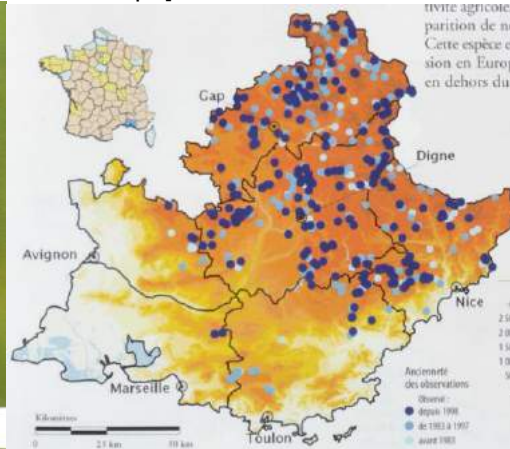 tivité agricole
parition de n
Cette espèce e
sion en Europ
en dehors du
Gap
Digne
Avignon
Nice
Marseille
Toulon
Ancienneté
des observations
Observé :
depuis 1998
de 1983 à 1997
avant 1983
Kilomètres
0 25 km 50 km